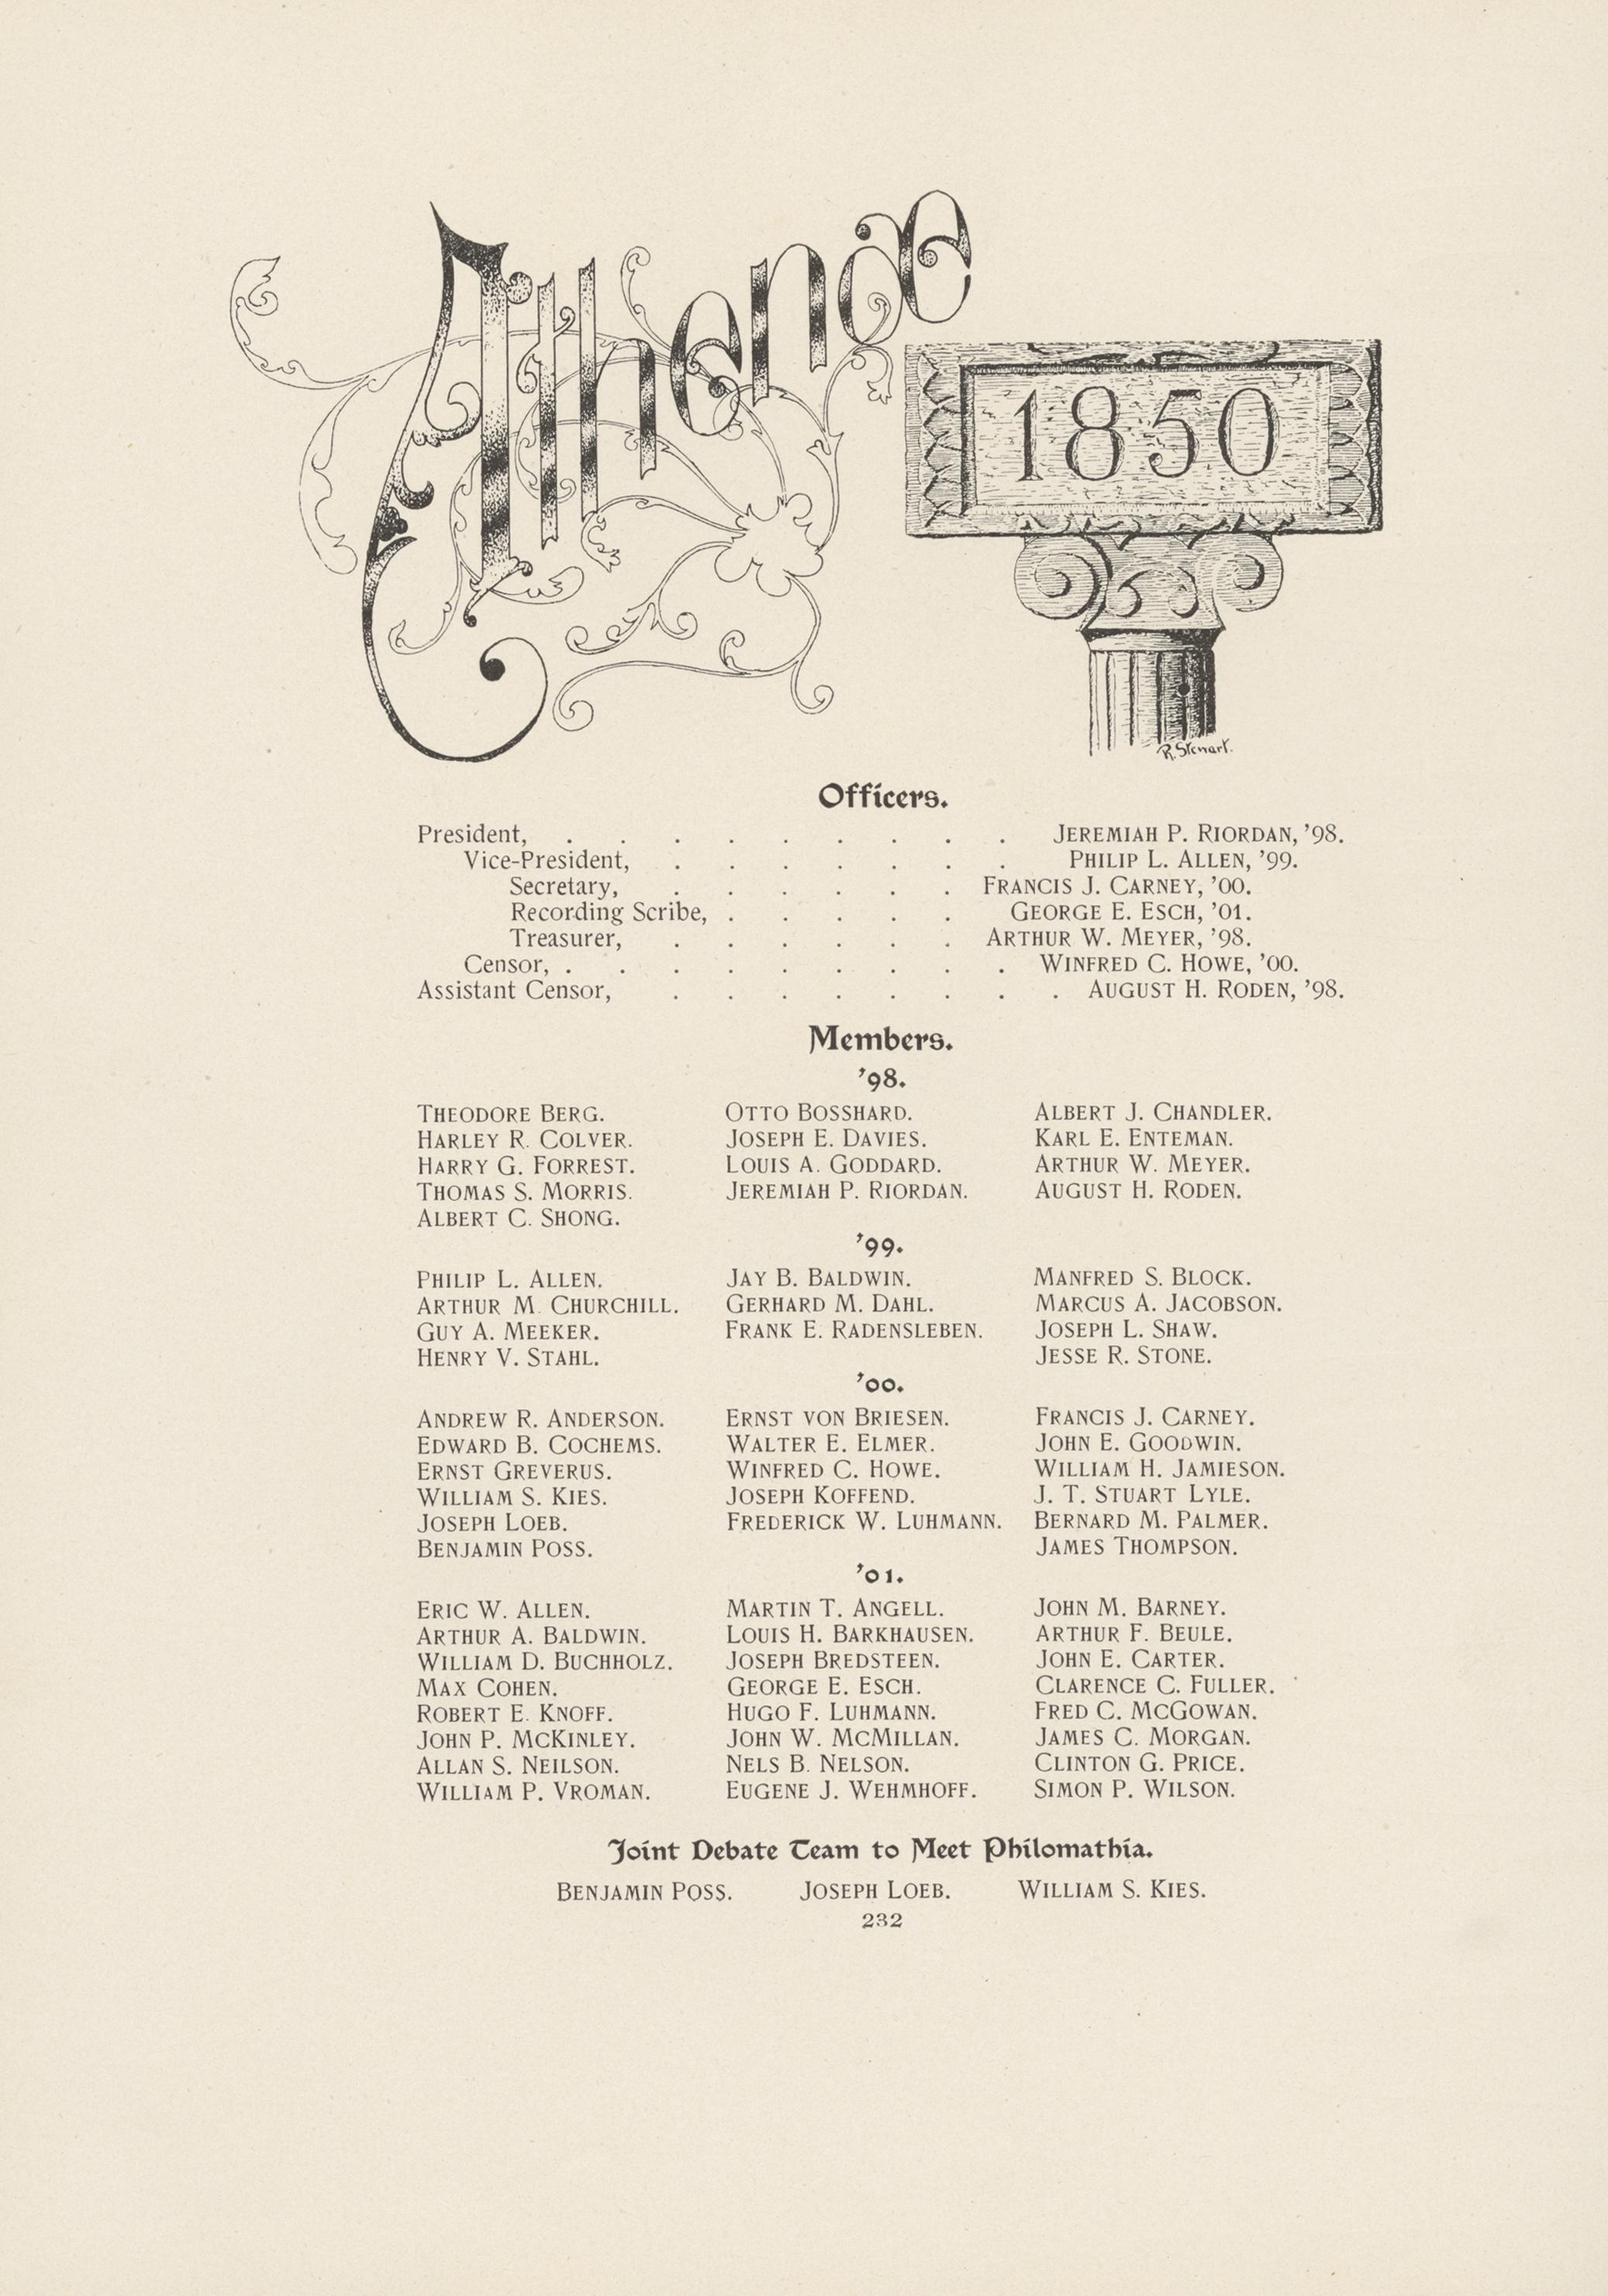 Athenae
1850
R. Stewart.
Officers.
President, . . . . . . . . . JEREMIAH P. RIORDAN, '98.
Vice-President, . . . . . . . PHILIP L. ALLEN, '99.
Secretary, . . . . . . FRANCIS J. CARNEY, '00.
Recording Scribe, . . . . . GEORGE E. ESCH, '01.
Treasurer, . . . . . . ARTHUR W. MEYER, '98.
Censor, . . . . . . . . . WINFRED C. HOWE, '00.
Assistant Censor, . . . . . . . . AUGUST H. RODEN, '98.
Members.
'98.
THEODORE BERG. OTTO BOSSHARD. ALBERT J. CHANDLER.
HARLEY R. COLVER. JOSEPH E. DAVIES. KARL E. ENTEMAN.
HARRY G. FORREST. LOUIS A. GODDARD. ARTHUR W. MEYER.
THOMAS S. MORRIS. JEREMIAH P. RIORDAN. AUGUST H. RODEN.
ALBERT C. SHONG.
'99.
PHILIP L. ALLEN. JAY B. BALDWIN. MANFRED S. BLOCK.
ARTHUR M. CHURCHILL. GERHARD M. DAHL. MARCUS A. JACOBSON.
GUY A. MEEKER. FRANK E. RADENSLEBEN. JOSEPH L. SHAW.
HENRY V. STAHL. JESSE R. STONE.
'00.
ANDREW R. ANDERSON. ERNST VON BRIESEN. FRANCIS J. CARNEY.
EDWARD B. COCHEMS. WALTER E. ELMER. JOHN E. GOODWIN.
ERNST GREVERUS. WINFRED C. HOWE. WILLIAM H. JAMIESON.
WILLIAM S. KIES. JOSEPH KOFFEND. J. T. STUART LYLE.
JOSEPH LOEB. FREDERICK W. LUHMANN. BERNARD M. PALMER.
BENJAMIN POSS. JAMES THOMPSON.
'01.
ERIC W. ALLEN. MARTIN T. ANGELL. JOHN M. BARNEY.
ARTHUR A. BALDWIN. LOUIS H. BARKHAUSEN. ARTHUR F. BEULE.
WILLIAM D. BUCHHOLZ. JOSEPH BREDSTEEN. JOHN E. CARTER.
MAX COHEN. GEORGE E. ESCH. CLARENCE C. FULLER.
ROBERT E. KNOFF. HUGO F. LUHMANN. FRED C. MCGOWAN.
JOHN P. MCKINLEY. JOHN W. MCMILLAN. JAMES C. MORGAN.
ALLAN S. NEILSON. NELS B. NELSON. CLINTON G. PRICE.
WILLIAM P. VROMAN. EUGENE J. WEHMHOFF. SIMON P. WILSON.
Joint Debate Team to Meet Philomathia.
BENJAMIN POSS. JOSEPH LOEB. WILLIAM S. KIES.
232